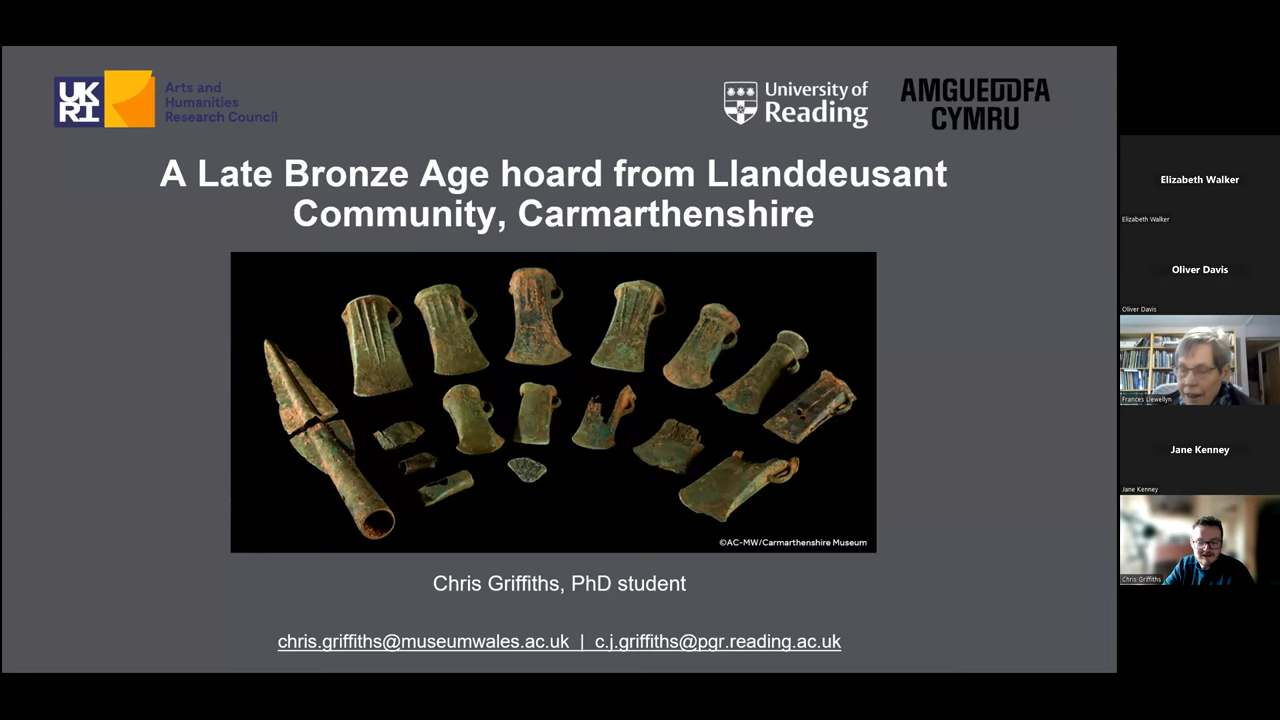 UK
RI
Arts and
Humanities
Research Council
University of
Reading
AMGUEDDFA
CYMRU
A Late Bronze Age hoard from Llanddeusant
Community, Carmarthenshire
©AC-MW/Carmarthenshire Museum
Chris Griffiths, PhD student
chris.griffiths@museumwales.ac.uk | c.j.griffiths@pgr.reading.ac.uk
Elizabeth Walker
Elizabeth Walker
Oliver Davis
Oliver Davis
Frances Llewellyn
Jane Kenney
Jane Kenney
Chris Griffiths